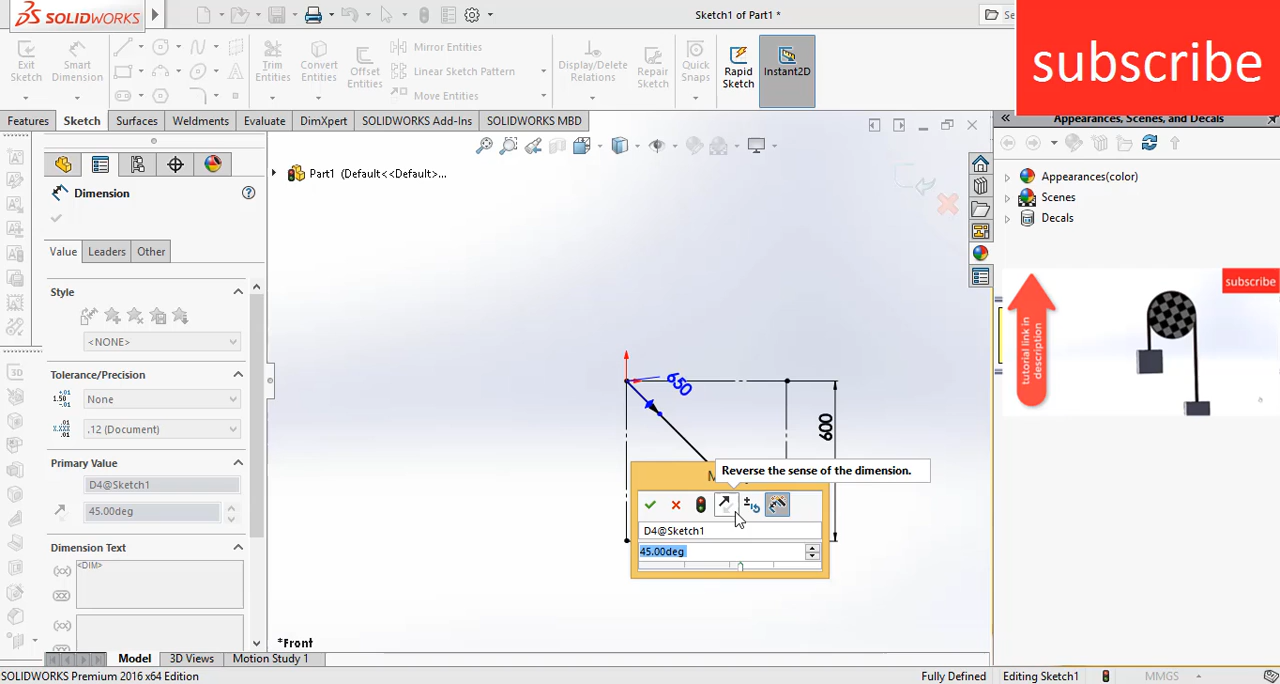 SOLIDWORKS
Sketch1 of Part1 *
Se
subscribe
Exit Sketch
Smart Dimension
Trim Entities
Convert Entities
Offset Entities
Mirror Entities
Linear Sketch Pattern
Move Entities
Display/Delete Relations
Repair Sketch
Quick Snaps
Rapid Sketch
Instant2D
Features
Sketch
Surfaces
Weldments
Evaluate
DimXpert
SOLIDWORKS Add-Ins
SOLIDWORKS MBD
Appearances, Scenes, and Decals
Part1 (Default<<Default>...
Appearances(color)
Scenes
Decals
Dimension
Value
Leaders
Other
Style
<NONE>
Tolerance/Precision
None
.12 (Document)
Primary Value
D4@Sketch1
45.00deg
Dimension Text
<DIM>
650
600
Reverse the sense of the dimension.
D4@Sketch1
45.00deg
subscribe
tutorial link in
description
*Front
Model
3D Views
Motion Study 1
SOLIDWORKS Premium 2016 x64 Edition
Fully Defined
Editing Sketch1
MMGS